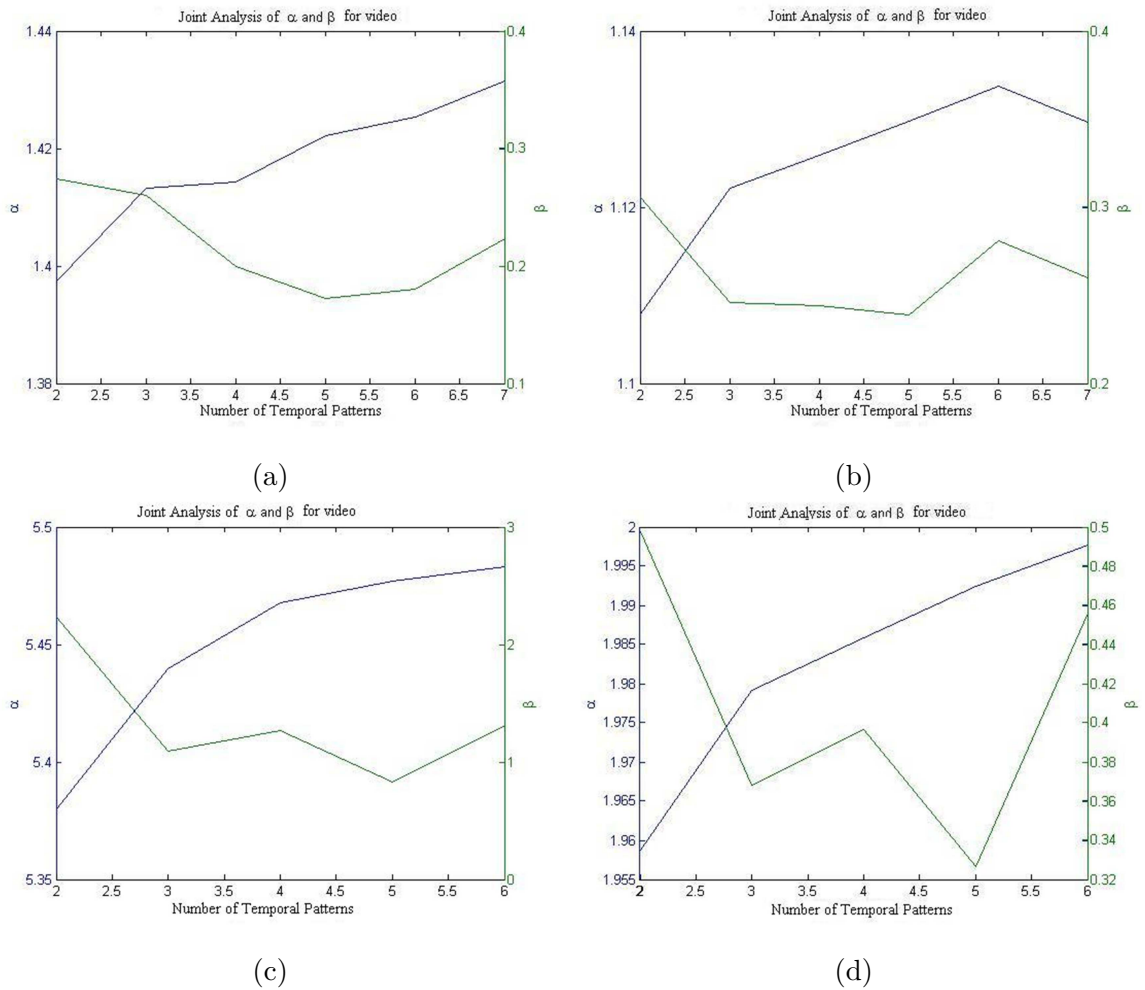 Joint Analysis of α and β for video
1.44
1.42
1.4
1.38
α
0.4
0.3
0.2
0.1
β
2 2.5 3 3.5 4 4.5 5 5.5 6 6.5 7
Number of Temporal Patterns
(a)
Joint Analysis of α and β for video
1.14
1.12
1.1
α
0.4
0.3
0.2
β
2 2.5 3 3.5 4 4.5 5 5.5 6 6.5 7
Number of Temporal Patterns
(b)
Joint Analysis of α and β for video
5.5
5.45
5.4
5.35
α
3
2
1
0
β
2 2.5 3 3.5 4 4.5 5 5.5 6
Number of Temporal Patterns
(c)
Joint Analysis of α and β for video
2
1.995
1.99
1.985
1.98
1.975
1.97
1.965
1.96
1.955
α
0.5
0.48
0.46
0.44
0.42
0.4
0.38
0.36
0.34
0.32
β
2 2.5 3 3.5 4 4.5 5 5.5 6
Number of Temporal Patterns
(d)